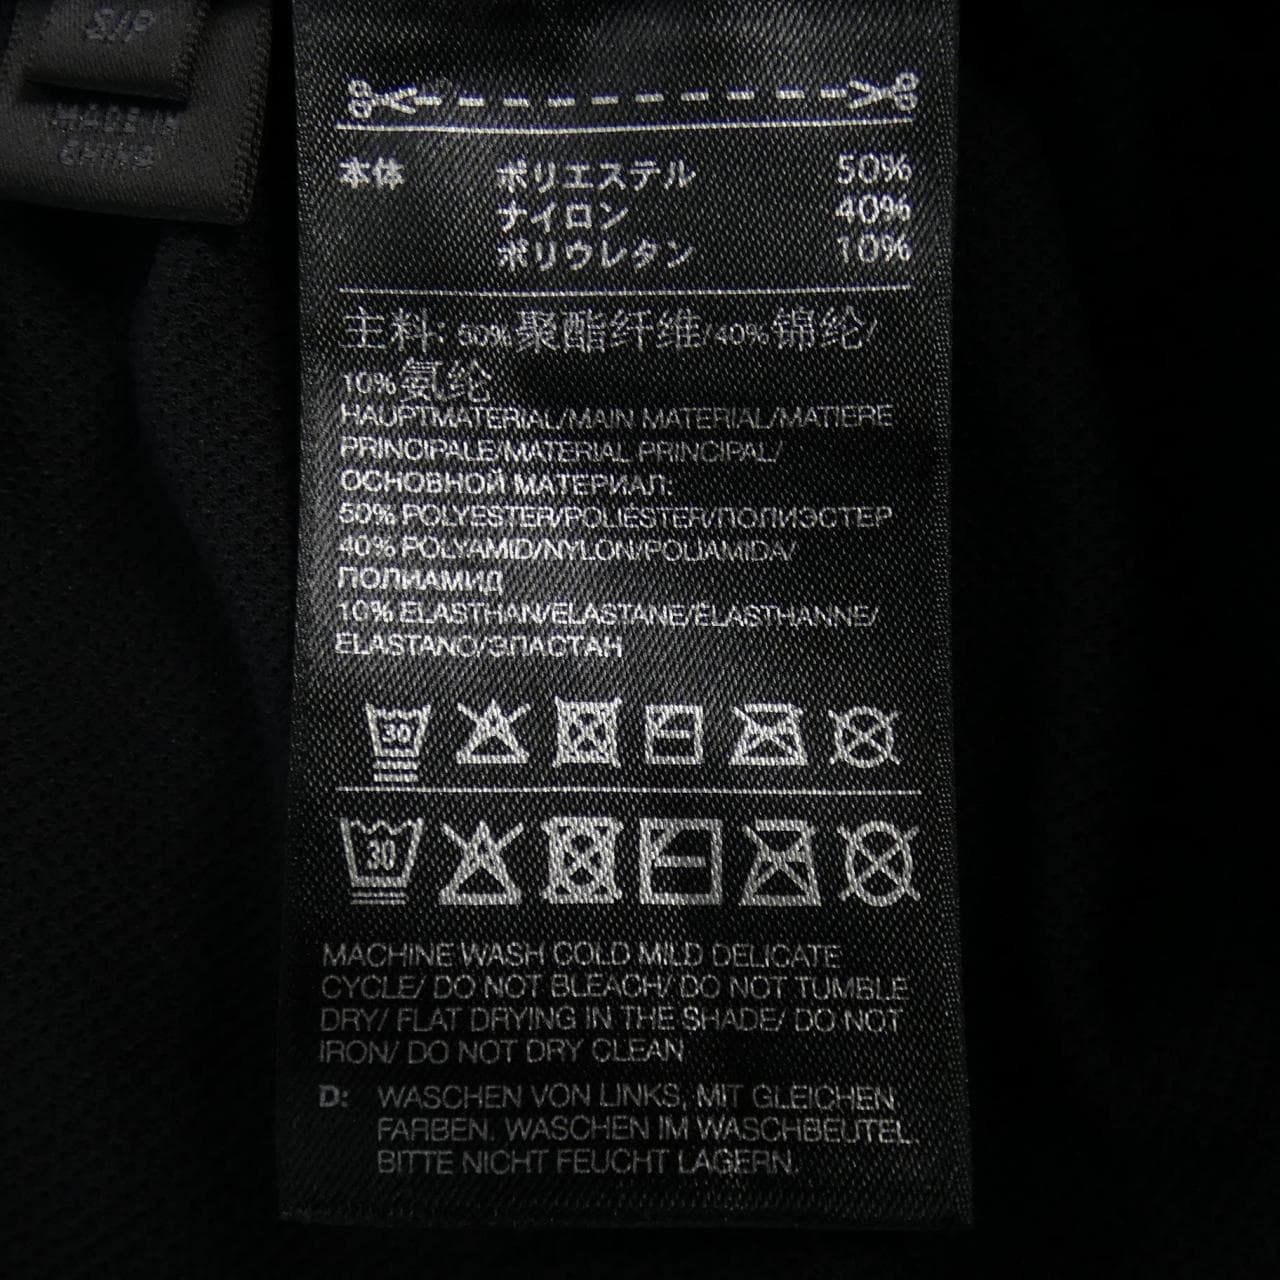 S/P
MADE IN
CHINA
本体 ポリエステル 50%
ナイロン 40%
ポリウレタン 10%
主料: 50%聚酯纤维/40%锦纶/
10%氨纶
HAUPTMATERIAL/MAIN MATERIAL/MATIERE
PRINCIPALE/MATERIAL PRINCIPAL/
ОСНОВНОЙ МАТЕРИАЛ:
50% POLYESTER/POLIESTER/ПОЛИЭСТЕР
40% POLYAMID/NYLON/POLIAMIDA/
ПОЛИАМИД
10% ELASTHAN/ELASTANE/ELASTHANNE/
ELASTANO/ЭЛАСТАН
30
30
MACHINE WASH COLD MILD DELICATE
CYCLE/ DO NOT BLEACH/ DO NOT TUMBLE
DRY/ FLAT DRYING IN THE SHADE/ DO NOT
IRON/ DO NOT DRY CLEAN
D: WASCHEN VON LINKS, MIT GLEICHEN
FARBEN. WASCHEN IM WASCHBEUTEL.
BITTE NICHT FEUCHT LAGERN.